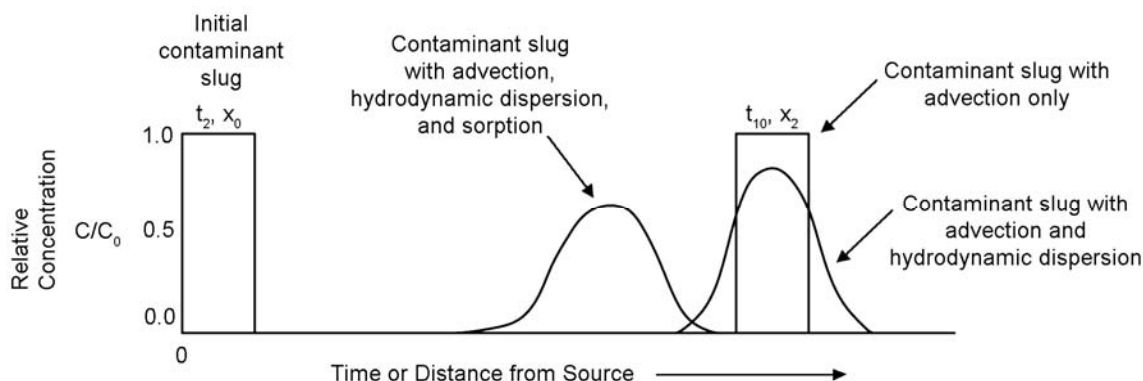 Initial
contaminant
slug
t₂, x₀
Contaminant slug
with advection,
hydrodynamic dispersion,
and sorption
t₁₀, x₂
Contaminant slug with
advection only
Contaminant slug with
advection and
hydrodynamic dispersion
Relative
Concentration
C/C₀
1.0
0.5
0.0
0
Time or Distance from Source